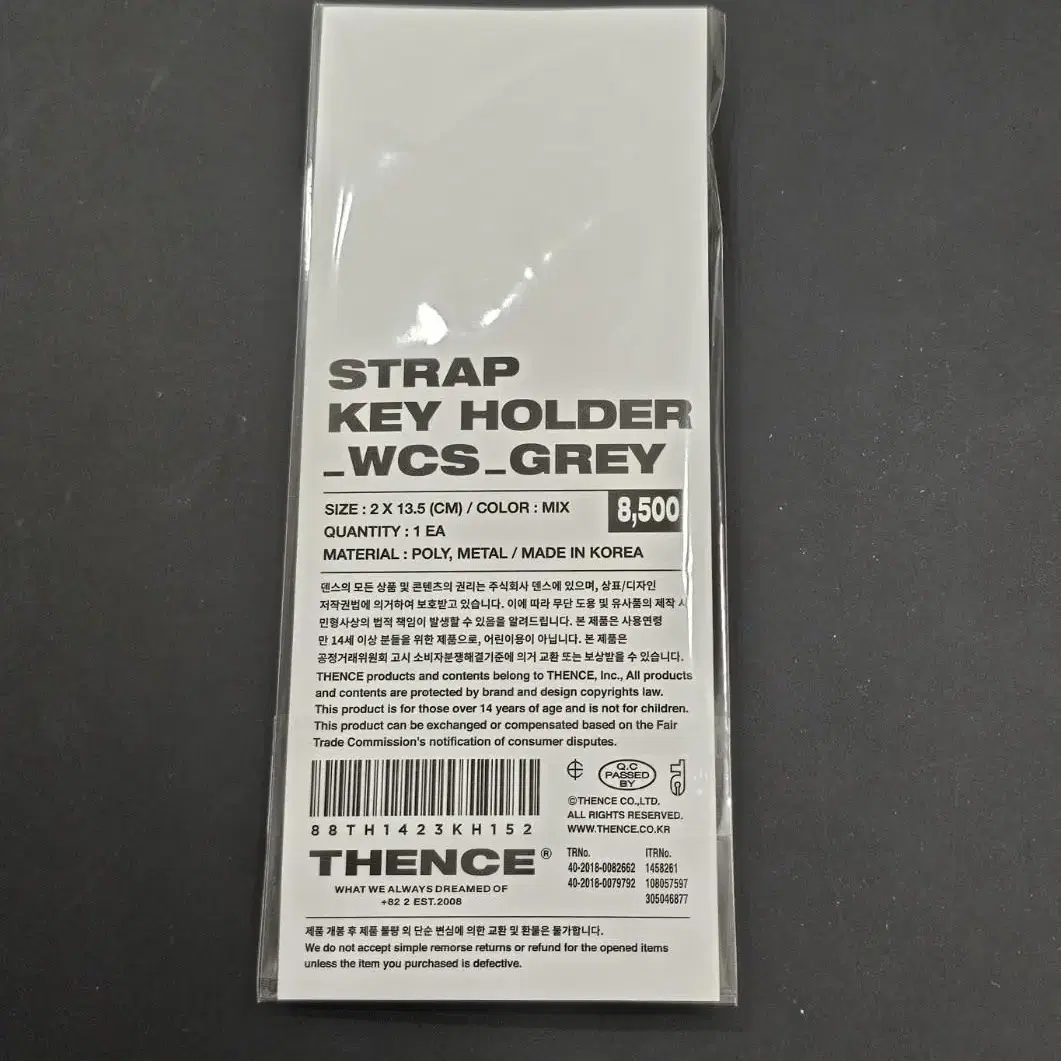 STRAP
KEY HOLDER
_WCS_GREY
SIZE : 2 X 13.5 (CM) / COLOR : MIX
8,500
QUANTITY : 1 EA
MATERIAL : POLY, METAL / MADE IN KOREA
덴스의 모든 상품 및 콘텐츠의 권리는 주식회사 덴스에 있으며, 상표/디자인
저작권법에 의거하여 보호받고 있습니다. 이에 따라 무단 도용 및 유사품의 제작 시
민형사상의 법적 책임이 발생할 수 있음을 알려드립니다. 본 제품은 사용연령
만 14세 이상 분들을 위한 제품으로, 어린이용이 아닙니다. 본 제품은
공정거래위원회 고시 소비자분쟁해결기준에 의거 교환 또는 보상받을 수 있습니다.
THENCE products and contents belong to THENCE, Inc., All products
and contents are protected by brand and design copyrights law.
This product is for those over 14 years of age and is not for children.
This product can be exchanged or compensated based on the Fair
Trade Commission's notification of consumer disputes.
88TH1423KH152
Q.C
PASSED
BY
TC
©THENCE CO.,LTD.
ALL RIGHTS RESERVED.
WWW.THENCE.CO.KR
THENCE®
WHAT WE ALWAYS DREAMED OF
+82 2 EST.2008
TRNo. ITRNo.
40-2018-0082662 1458261
40-2018-0079792 108057597
305046877
제품 개봉 후 제품 불량 외 단순 변심에 의한 교환 및 환불은 불가합니다.
We do not accept simple remorse returns or refund for the opened items
unless the item you purchased is defective.